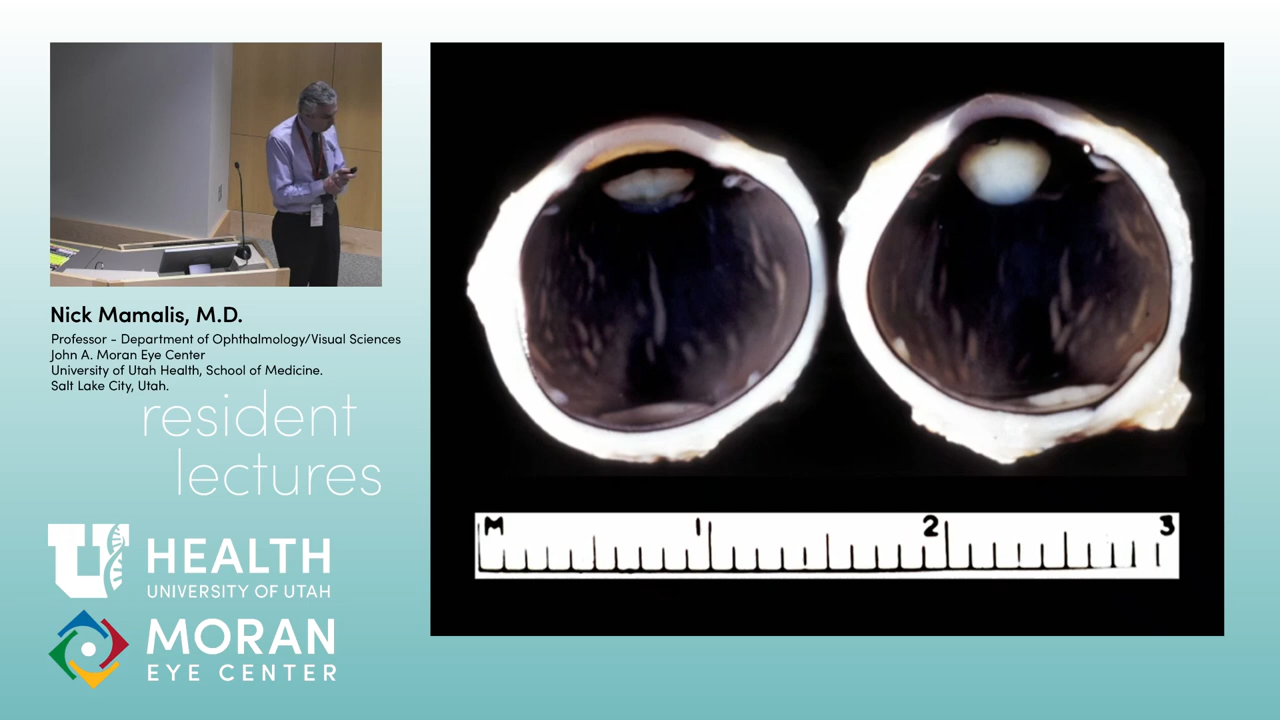 Nick Mamalis, M.D.
Professor - Department of Ophthalmology/Visual Sciences
John A. Moran Eye Center
University of Utah Health, School of Medicine.
Salt Lake City, Utah.
resident
lectures
U HEALTH
UNIVERSITY OF UTAH
MORAN
EYE CENTER
M 1 2 3